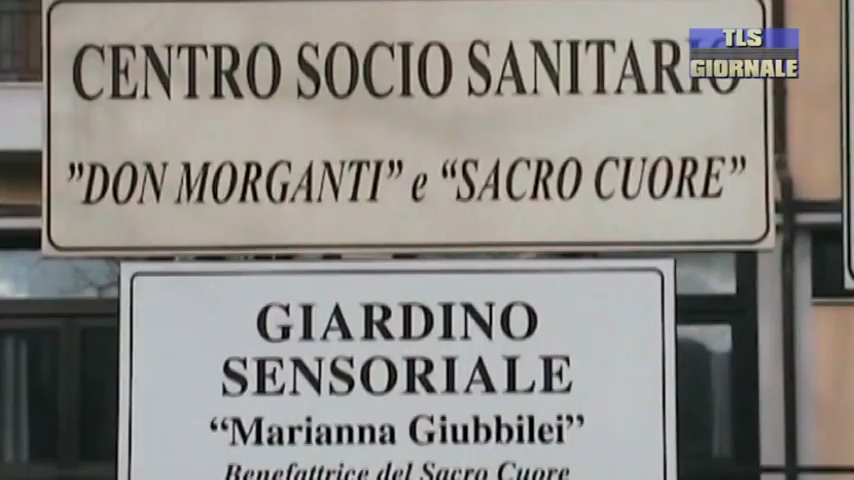 TLS
GIORNALE
CENTRO SOCIO SANITARIO
"DON MORGANTI" e "SACRO CUORE"
GIARDINO
SENSORIALE
"Marianna Giubbilei"
Benefattrice del Sacro Cuore